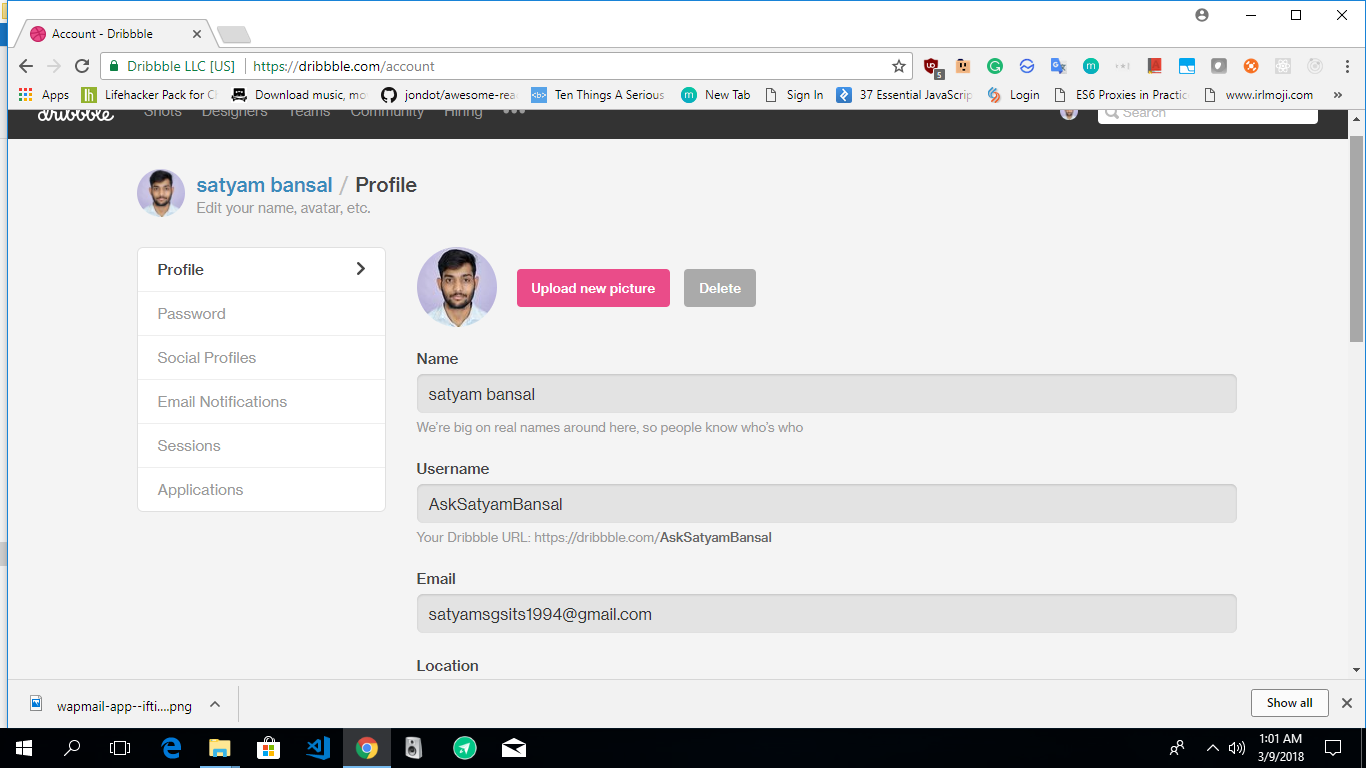 Account - Dribbble
Dribbble LLC [US]
https://dribbble.com/account
5
Apps
Lifehacker Pack for C
Download music, mo
jondot/awesome-rea
Ten Things A Serious
New Tab
Sign In
37 Essential JavaScrip
Login
ES6 Proxies in Practic
www.irlmoji.com
»
dribbble
Shots
Designers
Teams
Community
Hiring
Search
satyam bansal / Profile
Edit your name, avatar, etc.
Profile
Password
Social Profiles
Email Notifications
Sessions
Applications
Upload new picture
Delete
Name
satyam bansal
We're big on real names around here, so people know who's who
Username
AskSatyamBansal
Your Dribbble URL: https://dribbble.com/AskSatyamBansal
Email
satyamsgsits1994@gmail.com
Location
wapmail-app--ifti....png
Show all
1:01 AM
3/9/2018